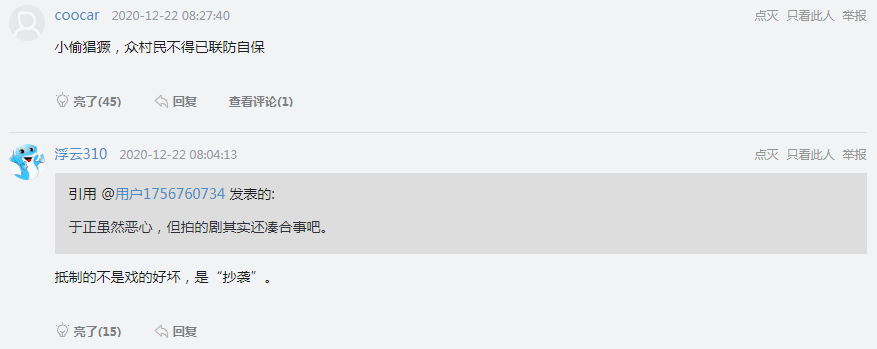 coocar 2020-12-22 08:27:40 点灭 只看此人 举报
小偷猖獗，众村民不得已联防自保
亮了(45) 回复 查看评论(1)
浮云310 2020-12-22 08:04:13 点灭 只看此人 举报
引用 @用户1756760734 发表的:
于正虽然恶心，但拍的剧其实还凑合事吧。
抵制的不是戏的好坏，是“抄袭”。
亮了(15) 回复